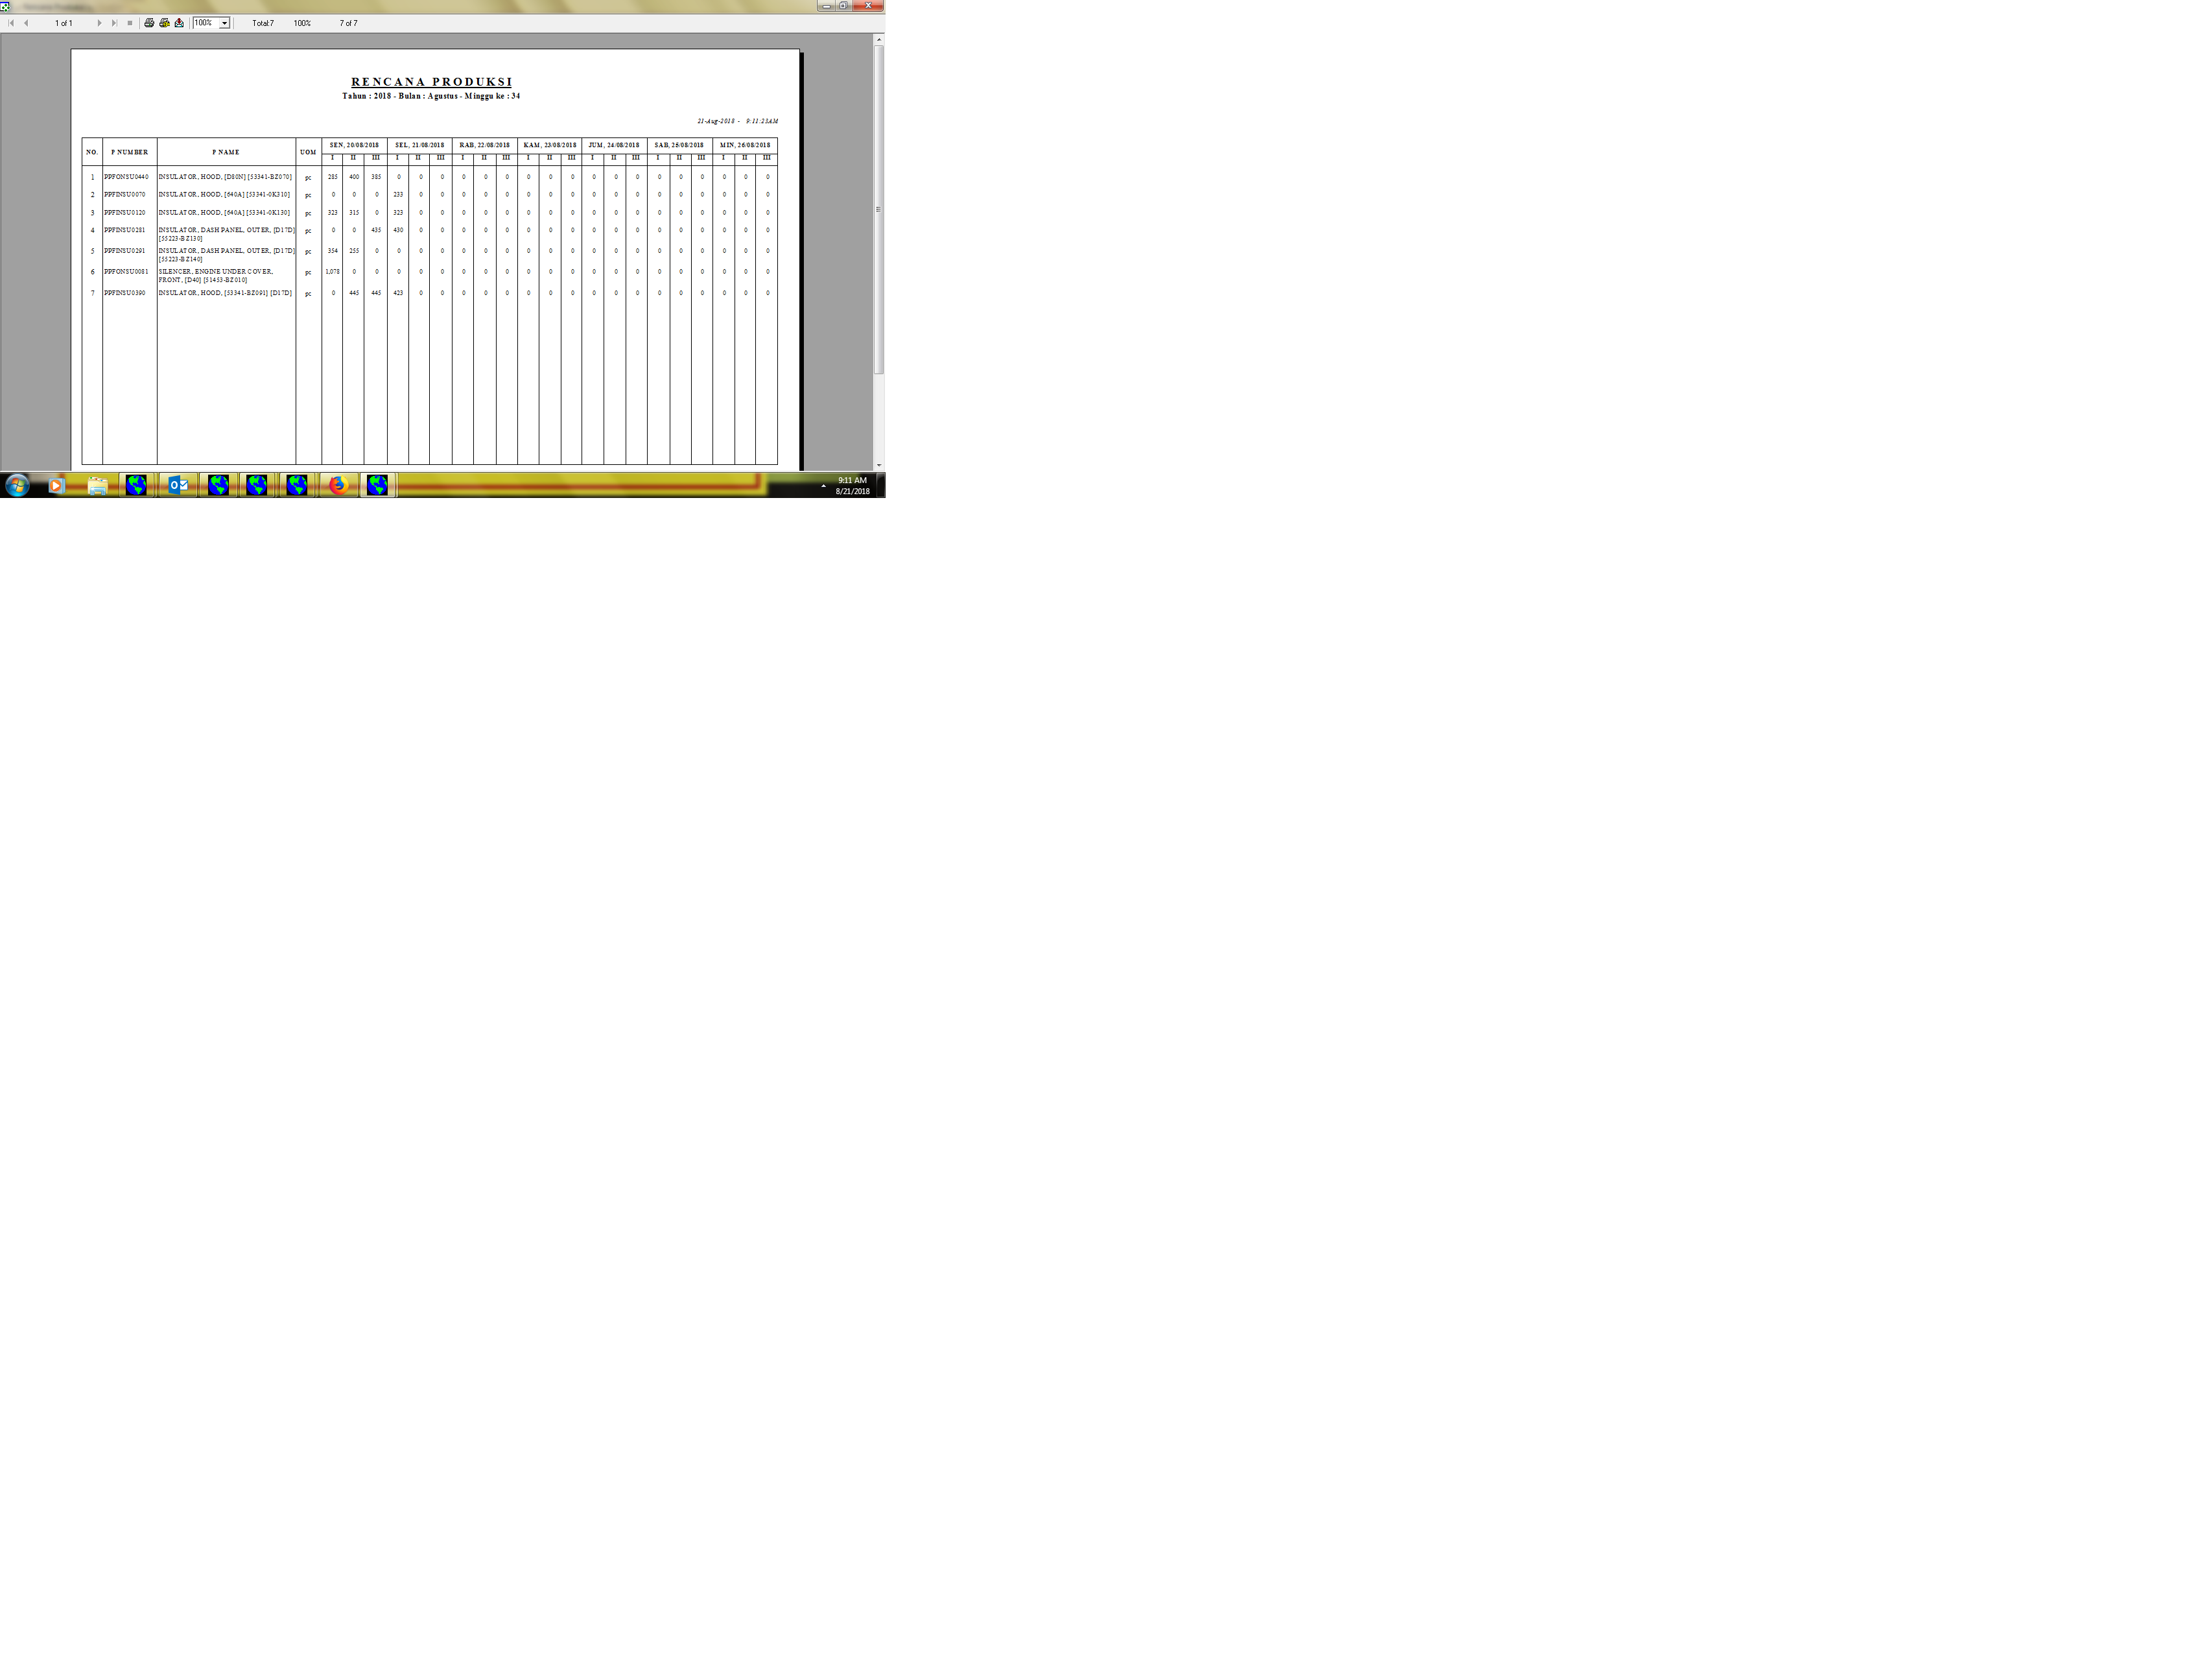 1 of 1 100% Total:7 100% 7 of 7
RENCANA PRODUKSI
Tahun : 2018 - Bulan : Agustus - Minggu ke : 34
21-Aug-2018 - 9:11:23AM
NO. P NUMBER P NAME UOM SEN, 20/08/2018 SEL, 21/08/2018 RAB, 22/08/2018 KAM, 23/08/2018 JUM, 24/08/2018 SAB, 25/08/2018 MIN, 26/08/2018
I II III I II III I II III I II III I II III I II III I II III
1 PPFONSU0440 INSULATOR, HOOD, [D80N] [53341-BZ070] pc 285 400 385 0 0 0 0 0 0 0 0 0 0 0 0 0 0 0 0 0 0
2 PPFINSU0070 INSULATOR, HOOD, [640A] [53341-0K310] pc 0 0 0 233 0 0 0 0 0 0 0 0 0 0 0 0 0 0 0 0 0
3 PPFINSU0120 INSULATOR, HOOD, [640A] [53341-0K130] pc 323 315 0 323 0 0 0 0 0 0 0 0 0 0 0 0 0 0 0 0 0
4 PPFINSU0281 INSULATOR, DASH PANEL, OUTER, [D17D] pc 0 0 435 430 0 0 0 0 0 0 0 0 0 0 0 0 0 0 0 0 0
[55223-BZ130]
5 PPFINSU0291 INSULATOR, DASH PANEL, OUTER, [D17D] pc 354 255 0 0 0 0 0 0 0 0 0 0 0 0 0 0 0 0 0 0 0
[55223-BZ140]
6 PPFONSU0081 SILENCER, ENGINE UNDER COVER, pc 1,078 0 0 0 0 0 0 0 0 0 0 0 0 0 0 0 0 0 0 0 0
FRONT, [D40] [51453-BZ010]
7 PPFINSU0390 INSULATOR, HOOD, [53341-BZ091] [D17D] pc 0 445 445 423 0 0 0 0 0 0 0 0 0 0 0 0 0 0 0 0 0
9:11 AM
8/21/2018